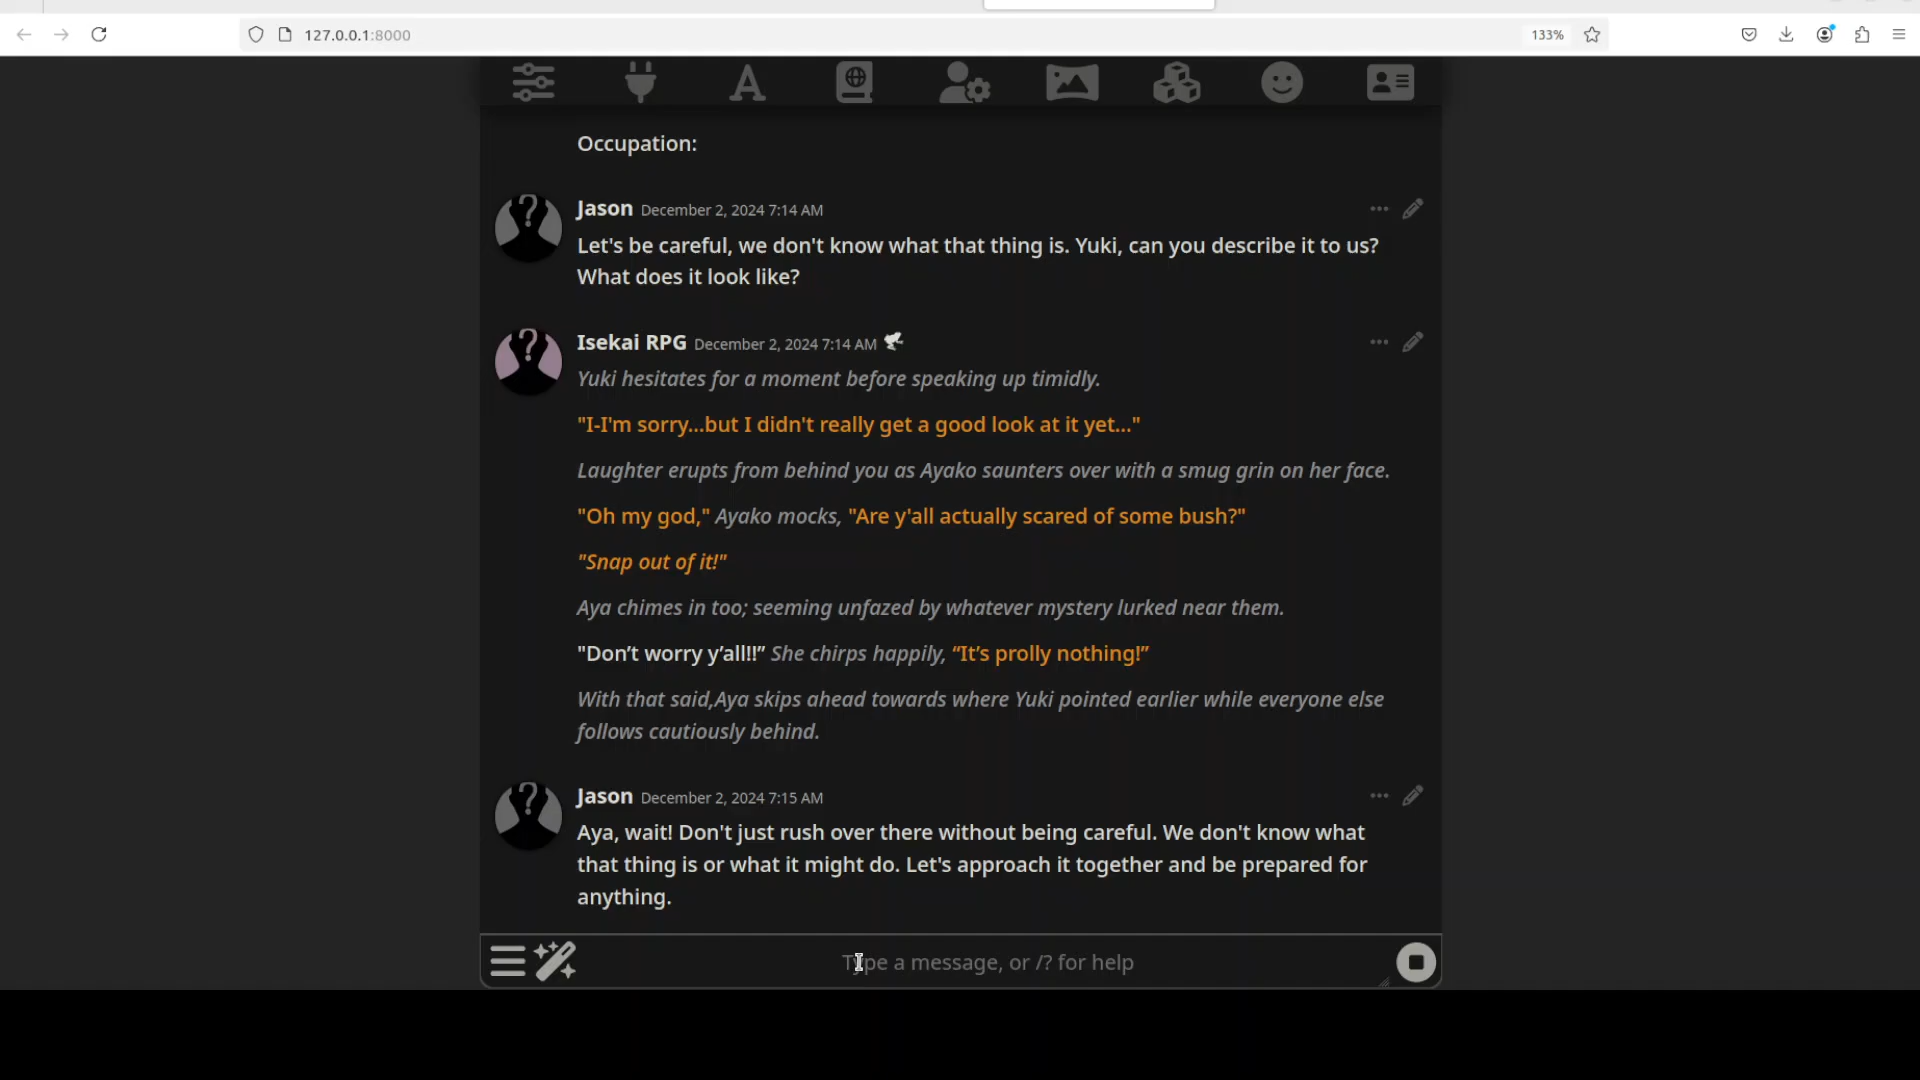 127.0.0.1:8000
133%
Occupation:
Jason December 2, 2024 7:14 AM
Let's be careful, we don't know what that thing is. Yuki, can you describe it to us?
What does it look like?
Isekai RPG December 2, 2024 7:14 AM
Yuki hesitates for a moment before speaking up timidly.
"I-I'm sorry...but I didn't really get a good look at it yet..."
Laughter erupts from behind you as Ayako saunters over with a smug grin on her face.
"Oh my god," Ayako mocks, "Are y'all actually scared of some bush?"
"Snap out of it!"
Aya chimes in too; seeming unfazed by whatever mystery lurked near them.
"Don’t worry y’all!!” She chirps happily, “It’s prolly nothing!”
With that said,Aya skips ahead towards where Yuki pointed earlier while everyone else
follows cautiously behind.
Jason December 2, 2024 7:15 AM
Aya, wait! Don't just rush over there without being careful. We don't know what
that thing is or what it might do. Let's approach it together and be prepared for
anything.
Type a message, or /? for help